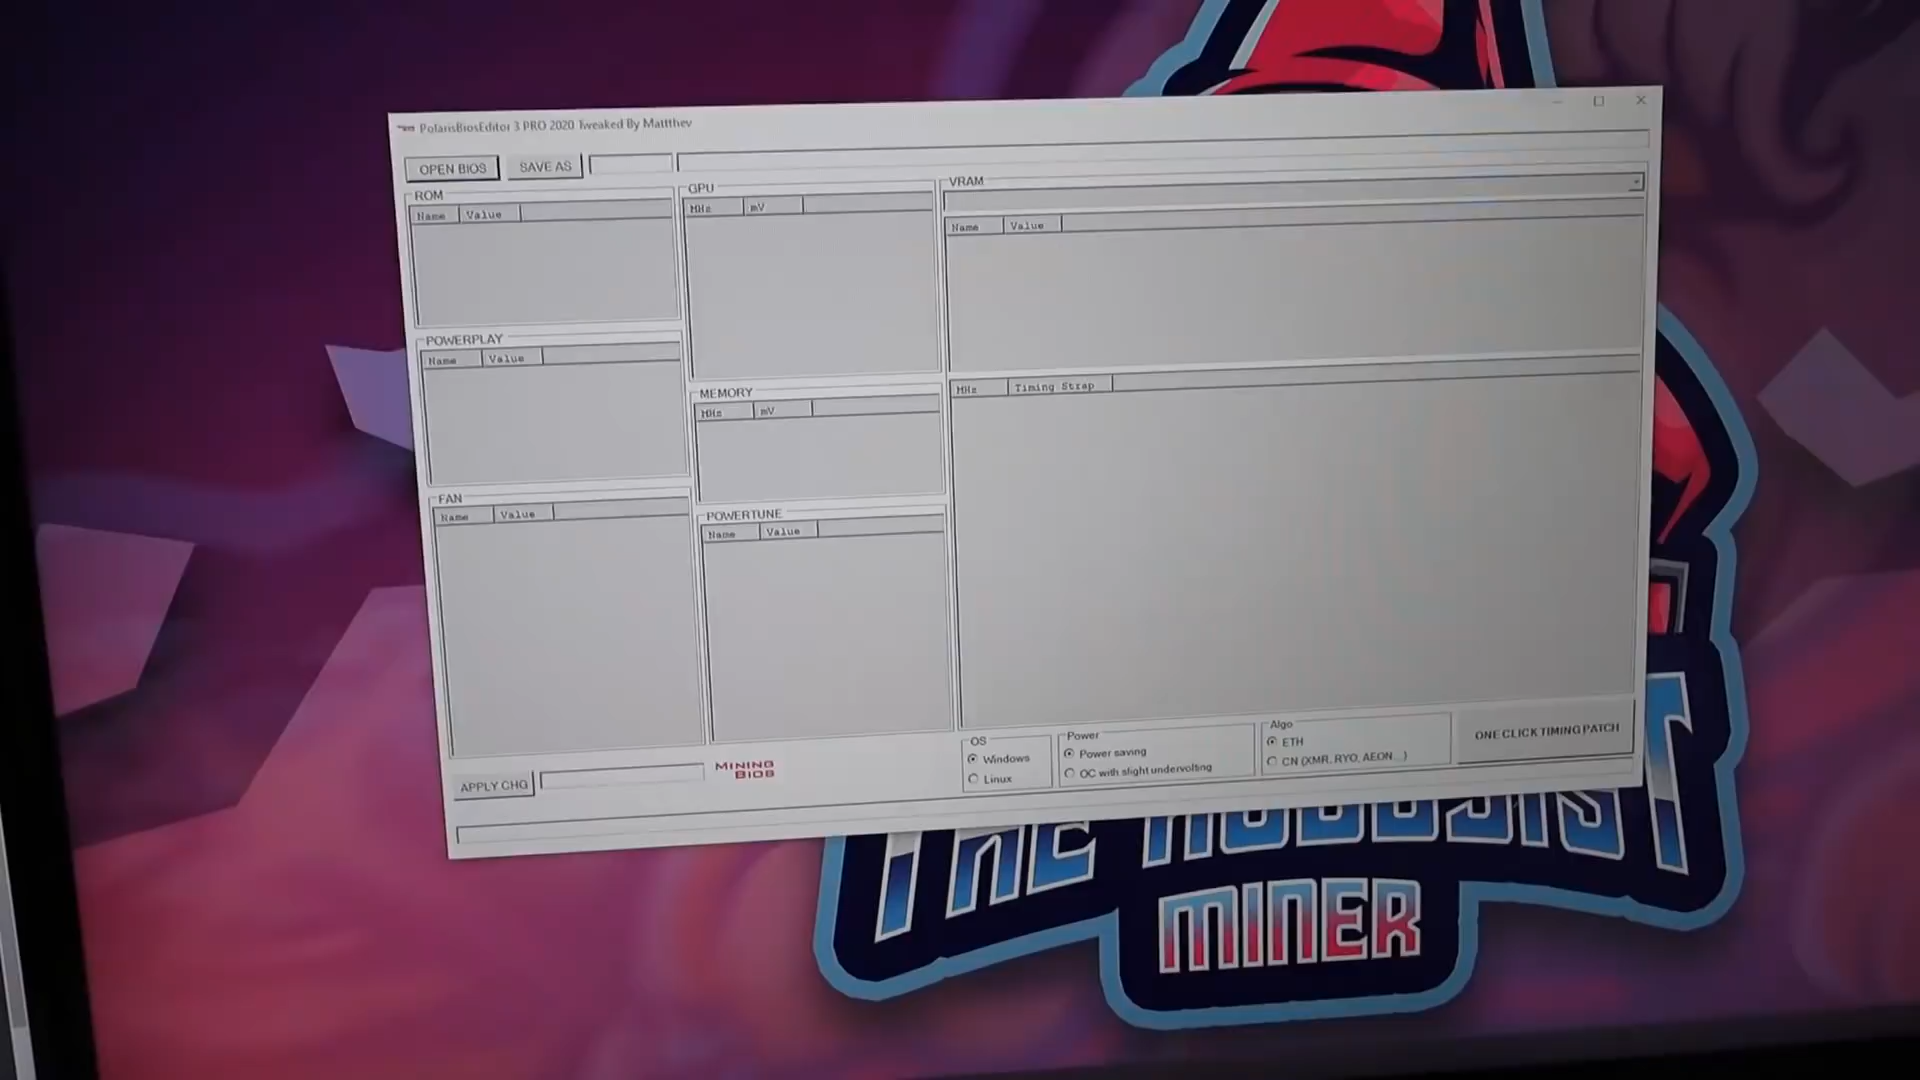 PolarisBiosEditor 3 PRO 2020 Tweaked By Mattthev
OPEN BIOS SAVE AS
ROM
Name Value
POWERPLAY
Name Value
FAN
Name Value
APPLY CHG
GPU
MHz mV
MEMORY
MHz mV
POWERTUNE
Name Value
MINING
BIOS
VRAM
Name Value
MHz Timing Strap
OS
Windows
Linux
Power
Power saving
OC with slight undervolting
Algo
ETH
CN (XMR, RYO, AEON...)
ONE CLICK TIMING PATCH
THE HOBBYIST
MINER